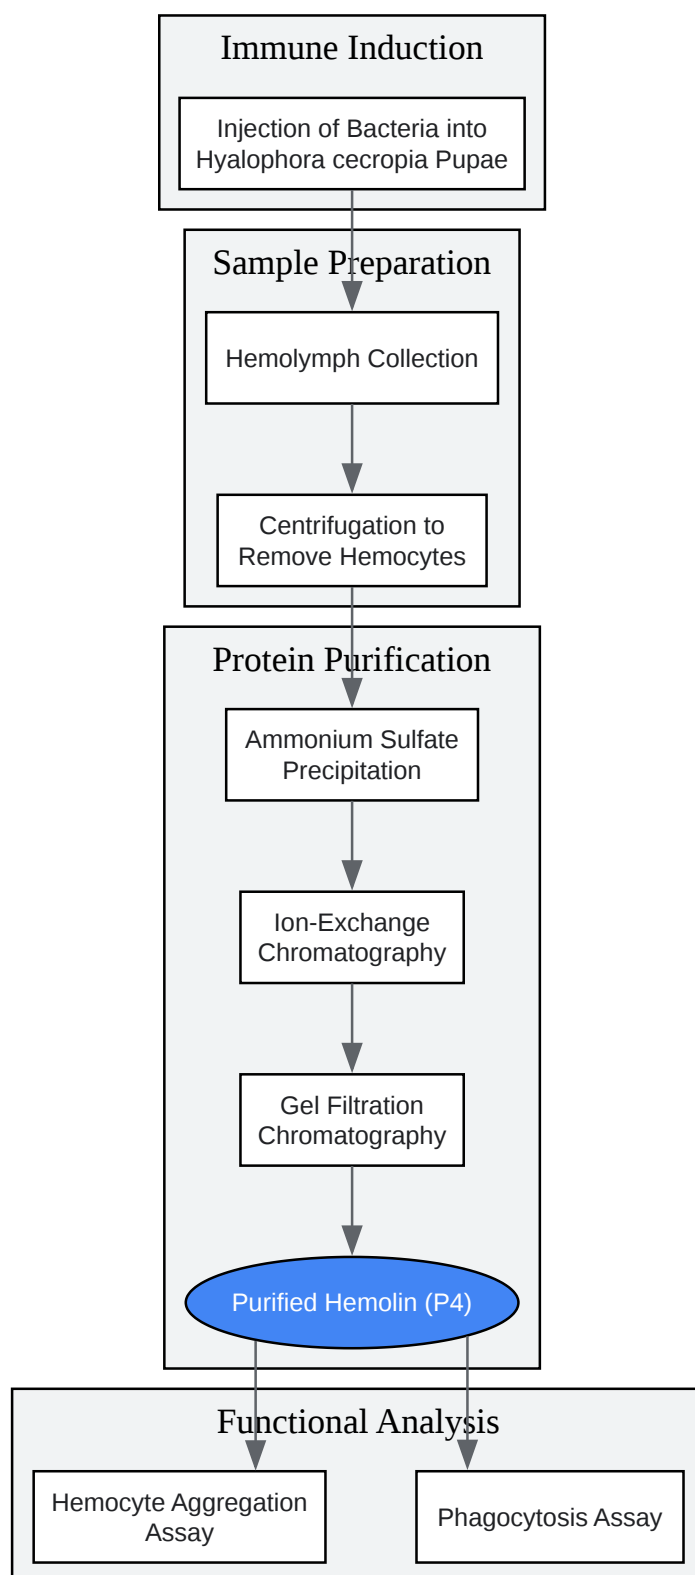 Immune Induction
Injection of Bacteria into
Hyalophora cecropia Pupae
Sample Preparation
Hemolymph Collection
Centrifugation to
Remove Hemocytes
Protein Purification
Ammonium Sulfate
Precipitation
Ion-Exchange
Chromatography
Gel Filtration
Chromatography
Purified Hemolin (P4)
Functional Analysis
Hemocyte Aggregation
Assay
Phagocytosis Assay